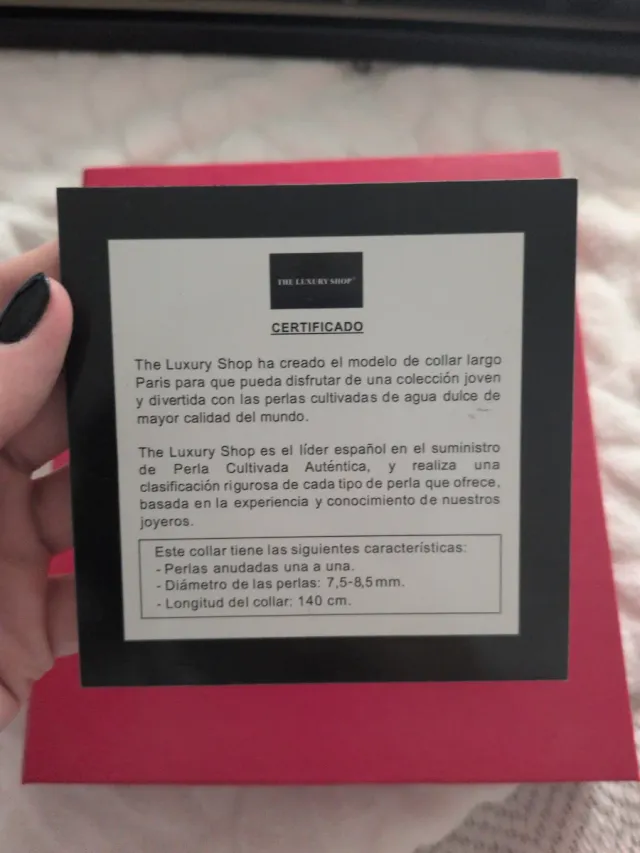 THE LUXURY SHOP
CERTIFICADO
The Luxury Shop ha creado el modelo de collar largo
Paris para que pueda disfrutar de una colección joven
y divertida con las perlas cultivadas de agua dulce de
mayor calidad del mundo.
The Luxury Shop es el líder español en el suministro
de Perla Cultivada Auténtica, y realiza una
clasificación rigurosa de cada tipo de perla que ofrece,
basada en la experiencia y conocimiento de nuestros
joyeros.
Este collar tiene las siguientes características:
- Perlas anudadas una a una.
- Diámetro de las perlas: 7,5-8,5 mm.
- Longitud del collar: 140 cm.